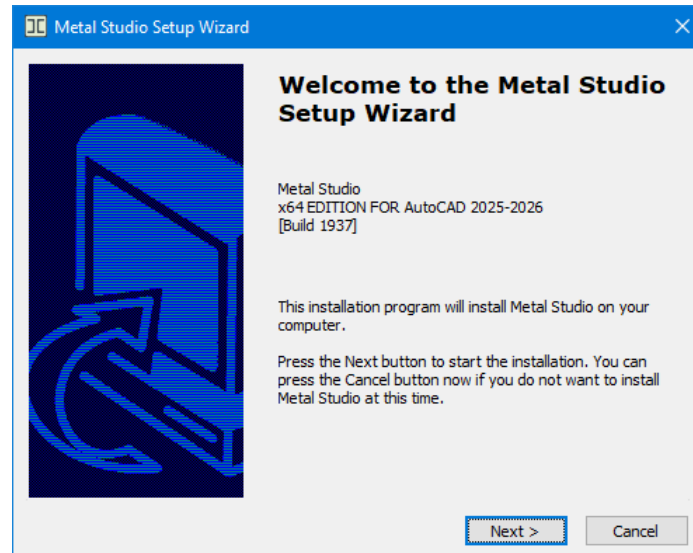 Metal Studio Setup Wizard
Welcome to the Metal Studio
Setup Wizard
Metal Studio
x64 EDITION FOR AutoCAD 2025-2026
[Build 1937]
This installation program will install Metal Studio on your
computer.
Press the Next button to start the installation. You can
press the Cancel button now if you do not want to install
Metal Studio at this time.
Next >
Cancel